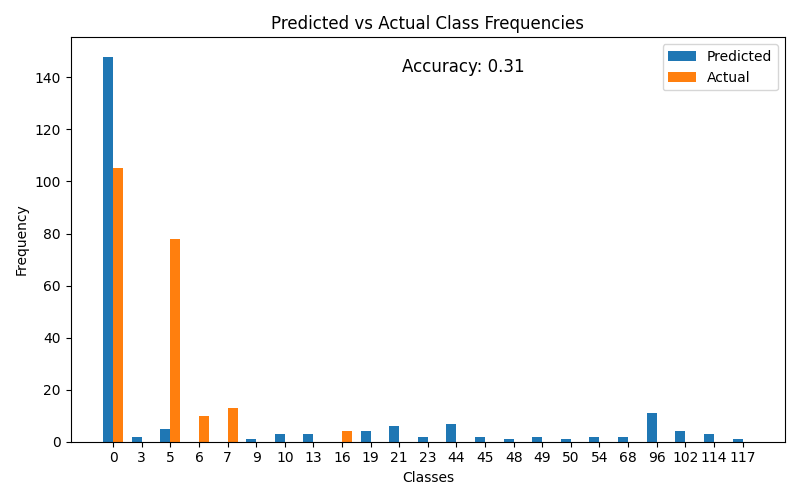 Predicted vs Actual Class Frequencies
Accuracy: 0.31
Predicted
Actual
Frequency
140
120
100
80
60
40
20
0
0 3 5 6 7 9 10 13 16 19 21 23 44 45 48 49 50 54 68 96 102 114 117
Classes